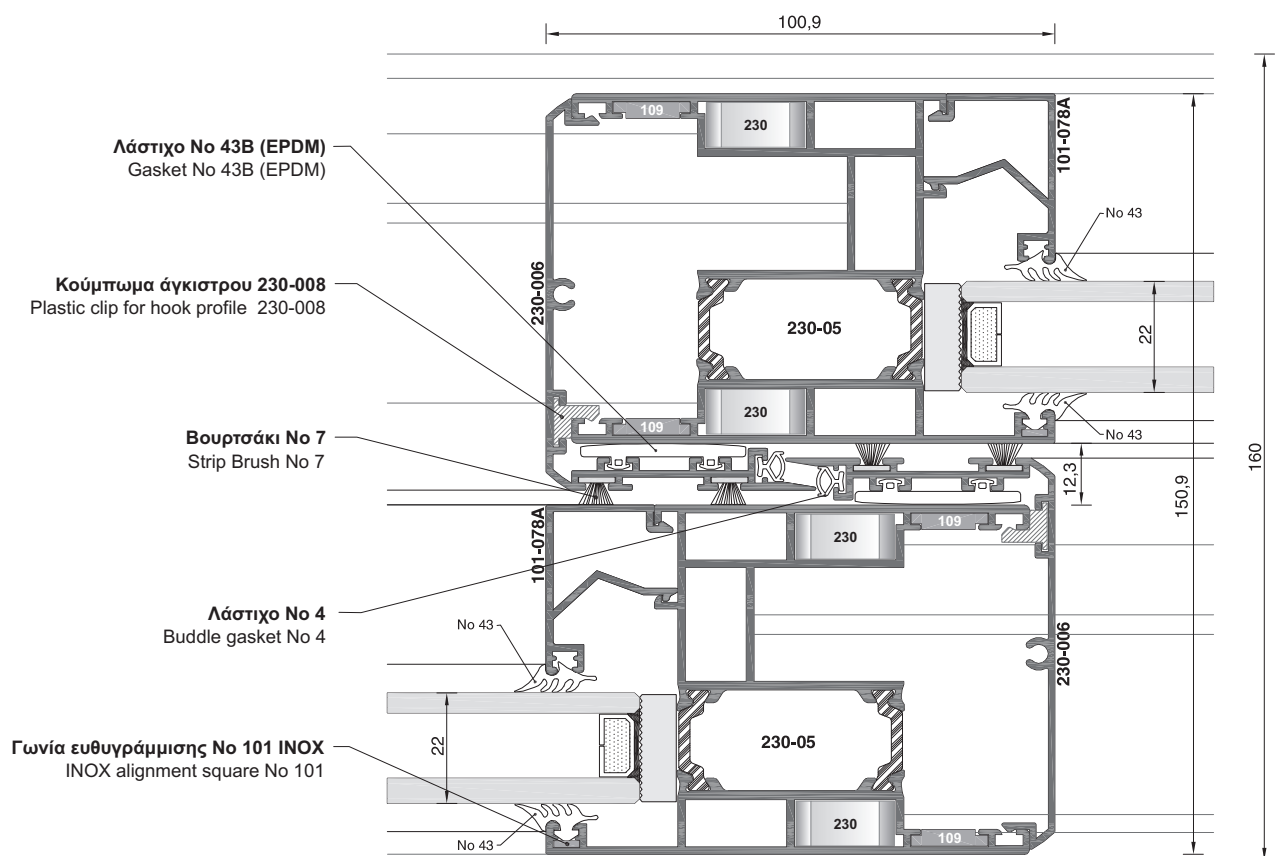 100,9
Λάστιχο No 43B (EPDM)
Gasket No 43B (EPDM)
Κούμπωμα άγκιστρου 230-008
Plastic clip for hook profile 230-008
Βουρτσάκι No 7
Strip Brush No 7
Λάστιχο No 4
Buddle gasket No 4
Γωνία ευθυγράμμισης No 101 INOX
INOX alignment square No 101
109
230
101-078A
No 43
230-006
230-05
22
230
109
No 43
12,3
150,9
160
101-078A
230
109
No 43
230-006
22
230-05
No 43
230
109